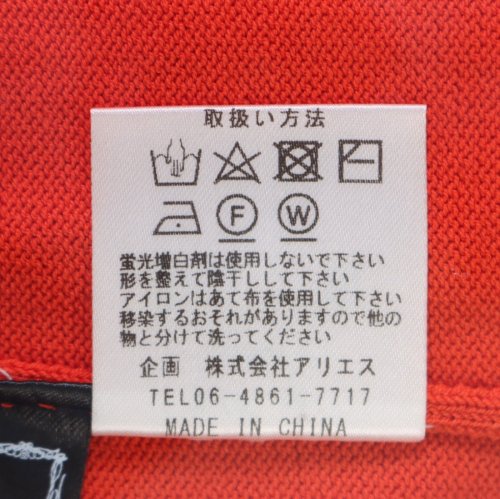 取扱い方法
F W
蛍光増白剤は使用しないで下さい
形を整えて陰干しして下さい
アイロンはあて布を使用して下さい
移染するおそれがありますので他の
物と分けて洗ってください
企画 株式会社アリエス
TEL06-4861-7717
MADE IN CHINA